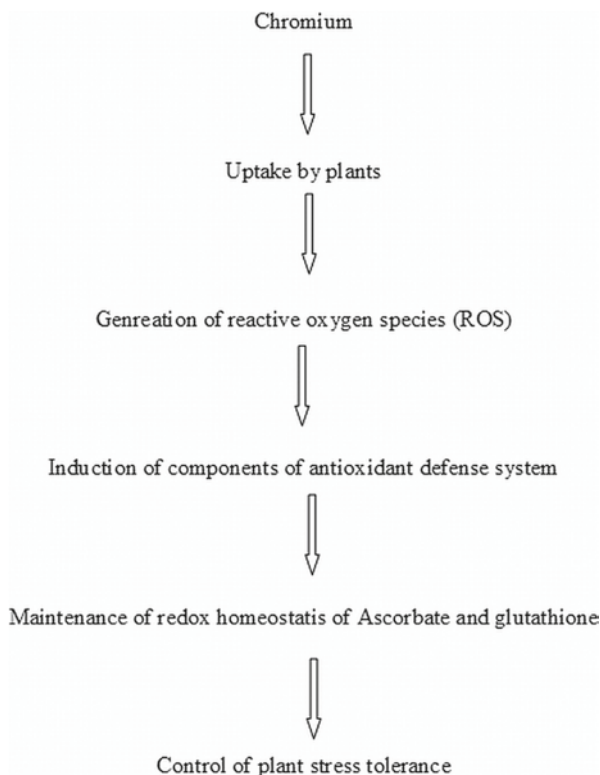 Chromium
Uptake by plants
Genreation of reactive oxygen species (ROS)
Induction of components of antioxidant defense system
Maintenance of redox homeostatis of Ascorbate and glutathione
Control of plant stress tolerance